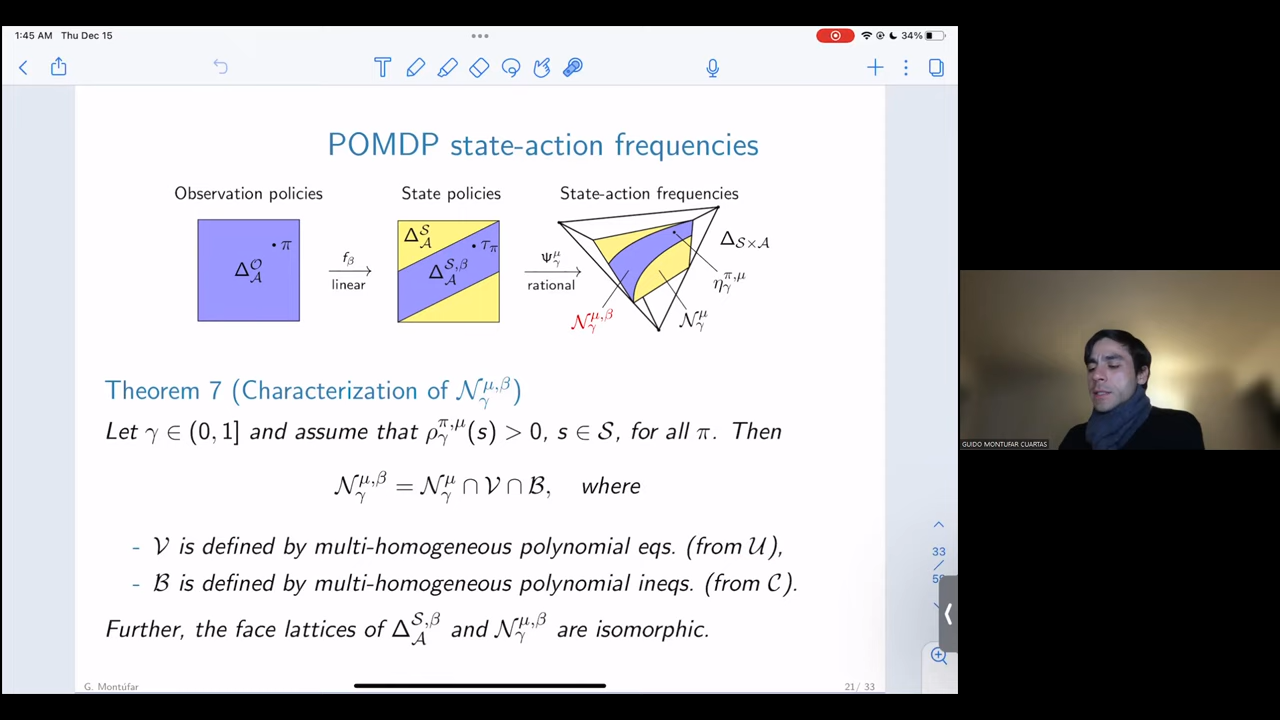 1:45 AM Thu Dec 15
34%
POMDP state-action frequencies
Observation policies State policies State-action frequencies
π
Δ_𝒜^𝒪
f_β
linear
Δ_𝒜^𝒮
τ_π
Δ_𝒜^{𝒮,β}
Ψ_γ^μ
rational
Δ_{𝒮×𝒜}
η_γ^{π,μ}
𝒩_γ^{μ,β}
𝒩_γ^μ
Theorem 7 (Characterization of 𝒩_γ^{μ,β})
Let γ ∈ (0, 1] and assume that ρ_γ^{π,μ}(s) > 0, s ∈ 𝒮, for all π. Then
𝒩_γ^{μ,β} = 𝒩_γ^μ ∩ 𝒱 ∩ ℬ, where
- 𝒱 is defined by multi-homogeneous polynomial eqs. (from 𝒰),
- ℬ is defined by multi-homogeneous polynomial ineqs. (from 𝒞).
Further, the face lattices of Δ_𝒜^{𝒮,β} and 𝒩_γ^{μ,β} are isomorphic.
33
/
G. Montúfar
21/ 33
GUIDO MONTUFAR CUARTAS